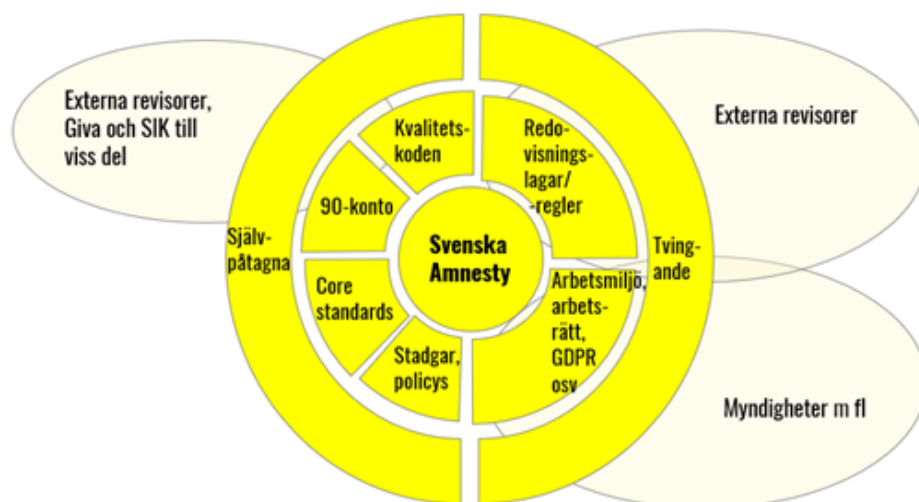 Externa revisorer,
Giva och SIK till
viss del
Kvalitets-
koden
Redo-
visnings-
lagar/
-regler
Externa revisorer
90-konto
Själv-
påtagna
Svenska
Amnesty
Tving-
ande
Core
standards
Arbetsmiljö,
arbets-
rätt,
GDPR
osv
Stadgar,
policys
Myndigheter m fl